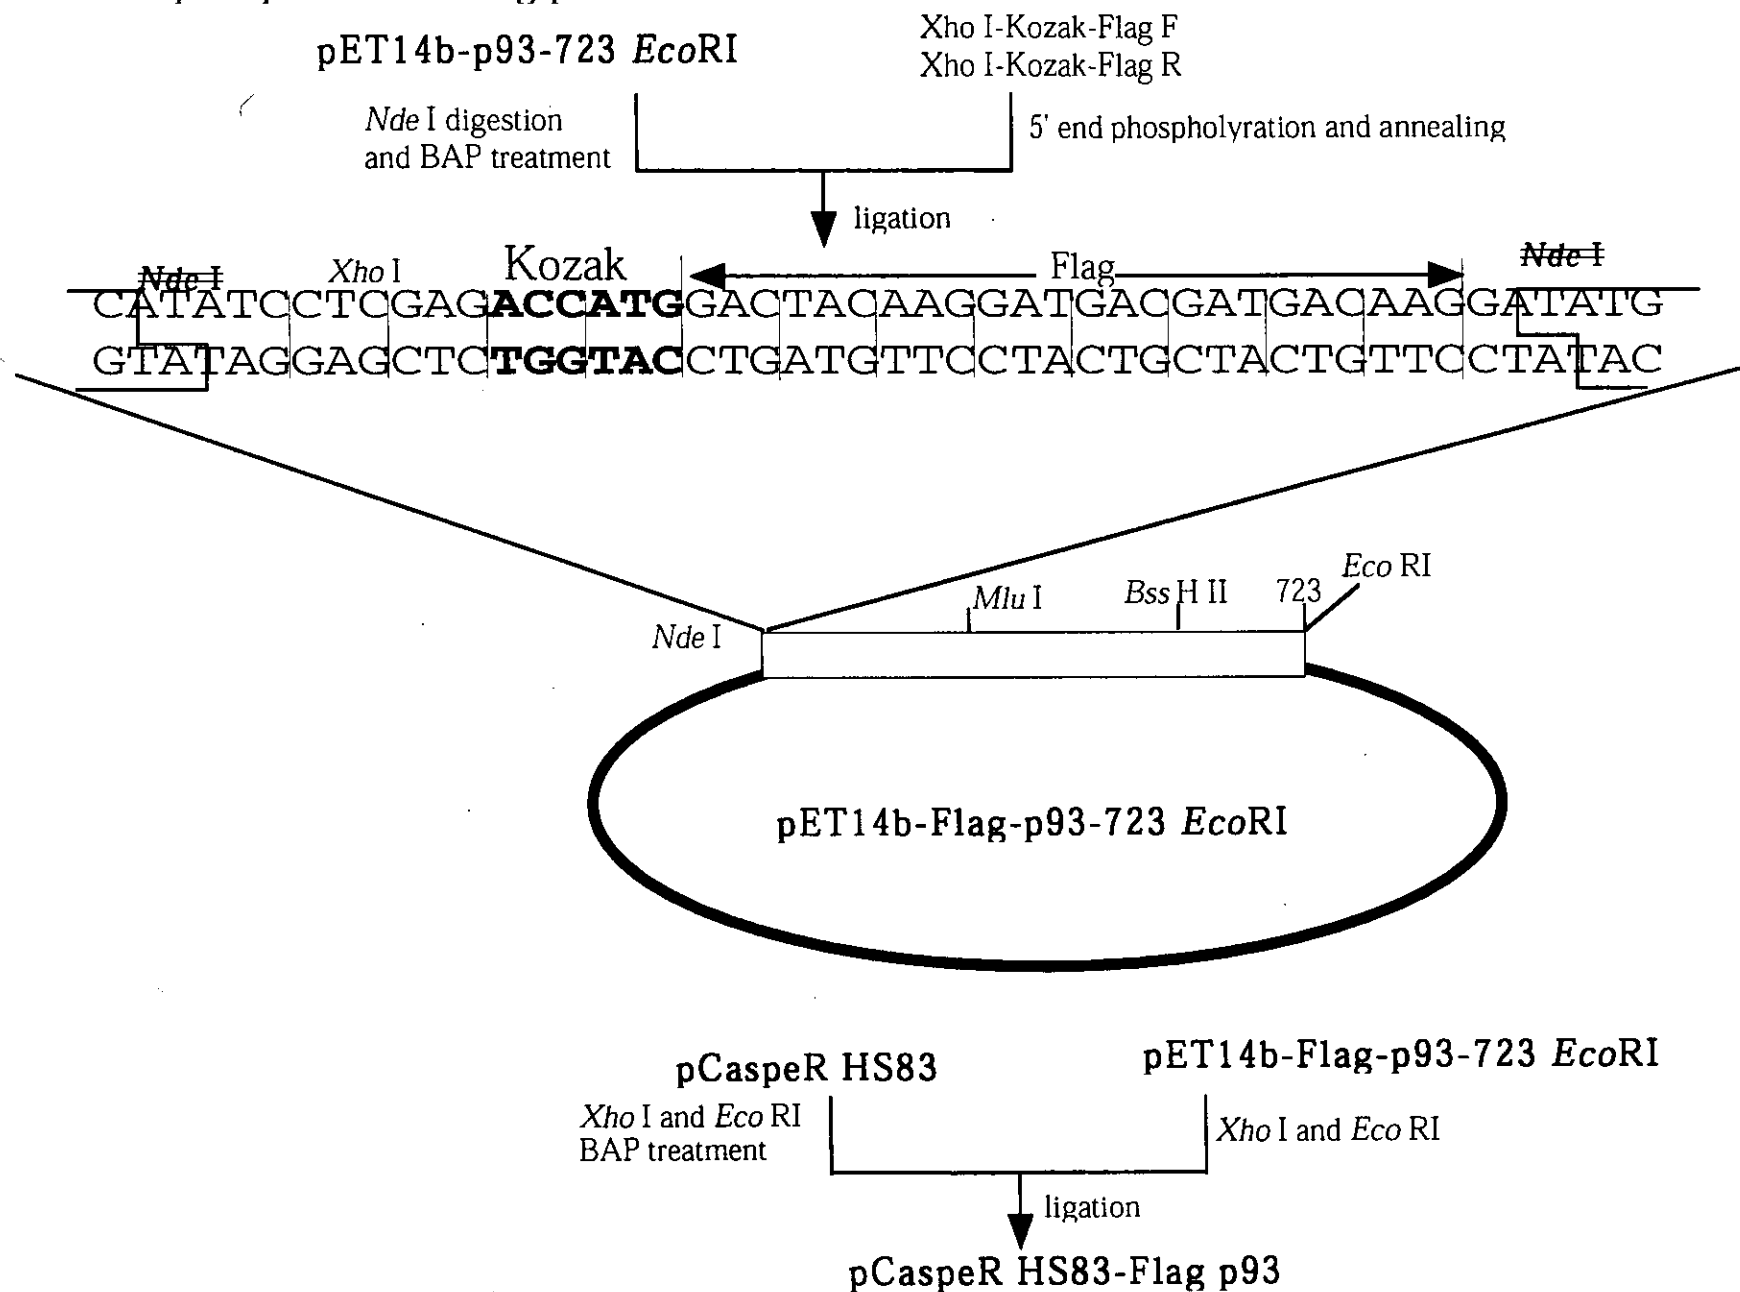 pET14b-p93-723 EcoRI
Xho I-Kozak-Flag F
Xho I-Kozak-Flag R
Nde I digestion
and BAP treatment
5' end phospholyration and annealing
ligation
Nde I
Xho I
Kozak
Flag
Nde I
CATATCCTCGAGACCATGGACTACAAGGATGACGATGACAAGGATATG
GTATAGGAGCTCTGGTACCTGATGTTCCTACTGCTACTGTTCCTATAC
Nde I
Mlu I
Bss H II
723
Eco RI
pET14b-Flag-p93-723 EcoRI
pCaspeR HS83
pET14b-Flag-p93-723 EcoRI
Xho I and Eco RI
BAP treatment
Xho I and Eco RI
ligation
pCaspeR HS83-Flag p93